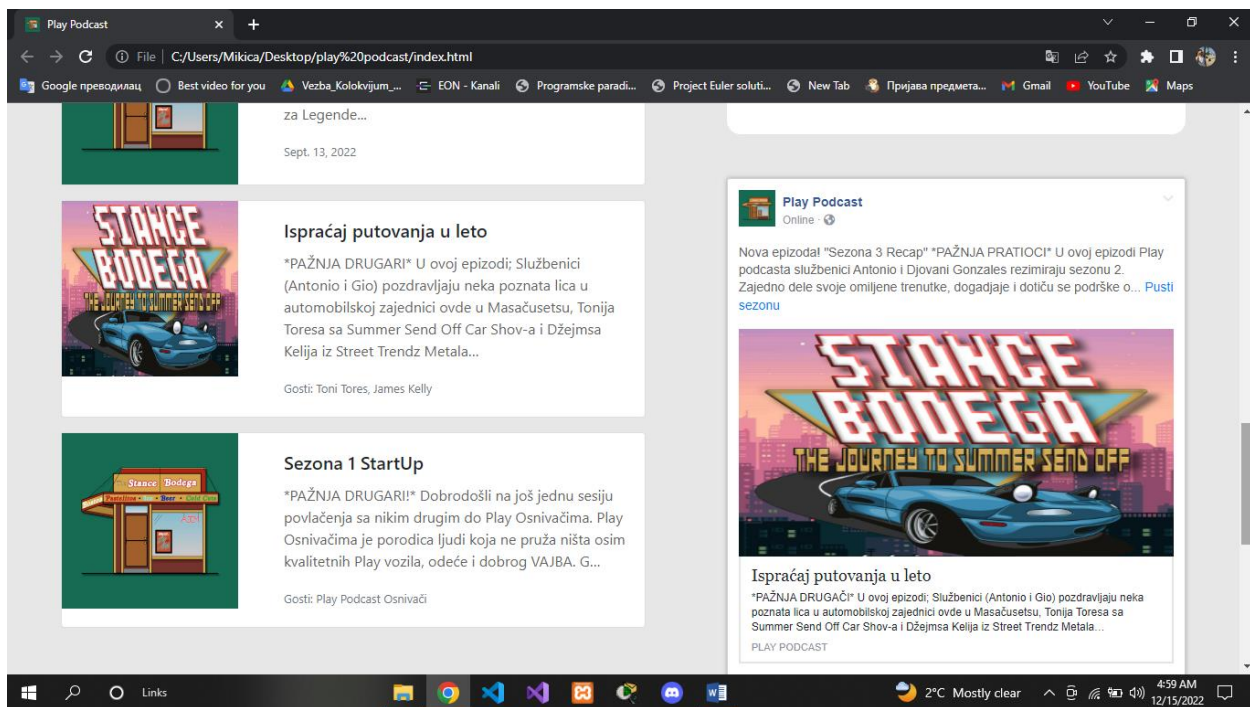 Play Podcast
File
C:/Users/Mikica/Desktop/play%20podcast/index.html
Google преводилац
Best video for you
Vezba_Kolokvijum_...
EON - Kanali
Programske paradi...
Project Euler soluti...
New Tab
Пријава предмета...
Gmail
YouTube
Maps
za Legende...
Sept. 13, 2022
STANCE
BODEGA
THE JOURNEY TO SUMMER SEND OFF
Ispraćaj putovanja u leto
*PAŽNJA DRUGARI* U ovoj epizodi; Službenici
(Antonio i Gio) pozdravljaju neka poznata lica u
automobilskoj zajednici ovde u Masačusetsu, Tonija
Toresa sa Summer Send Off Car Shov-a i Džejmsa
Kelija iz Street Trendz Metala...
Gosti: Toni Tores, James Kelly
Stance Bodega
Beer • Cold Cuts
Sezona 1 StartUp
*PAŽNJA DRUGARI!* Dobrodošli na još jednu sesiju
povlačenja sa nikim drugim do Play Osnivačima. Play
Osnivačima je porodica ljudi koja ne pruža ništa osim
kvalitetnih Play vozila, odeće i dobrog VAJBA. G...
Gosti: Play Podcast Osnivači
Play Podcast
Online ·
Nova epizoda! "Sezona 3 Recap" *PAŽNJA PRATIOCI* U ovoj epizodi Play
podcasta službenici Antonio i Djovani Gonzales rezimiraju sezonu 2.
Zajedno dele svoje omiljene trenutke, dogadjaje i dotiču se podrške o... Pusti
sezonu
STANCE
BODEGA
THE JOURNEY TO SUMMER SEND OFF
Ispraćaj putovanja u leto
*PAŽNJA DRUGAČI* U ovoj epizodi; Službenici (Antonio i Gio) pozdravljaju neka
poznata lica u automobilskoj zajednici ovde u Masačusetsu, Tonija Toresa sa
Summer Send Off Car Shov-a i Džejmsa Kelija iz Street Trendz Metala...
PLAY PODCAST
Links
2°C Mostly clear
4:59 AM
12/15/2022